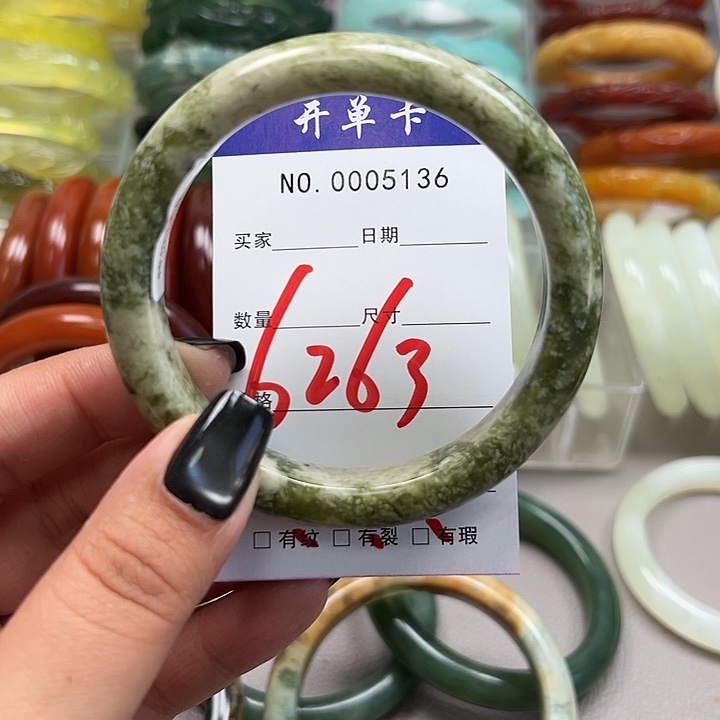 开单卡
NO. 0005136
买家 日期
数量 尺寸
格
6263
□ 有纹 □ 有裂 □ 有瑕